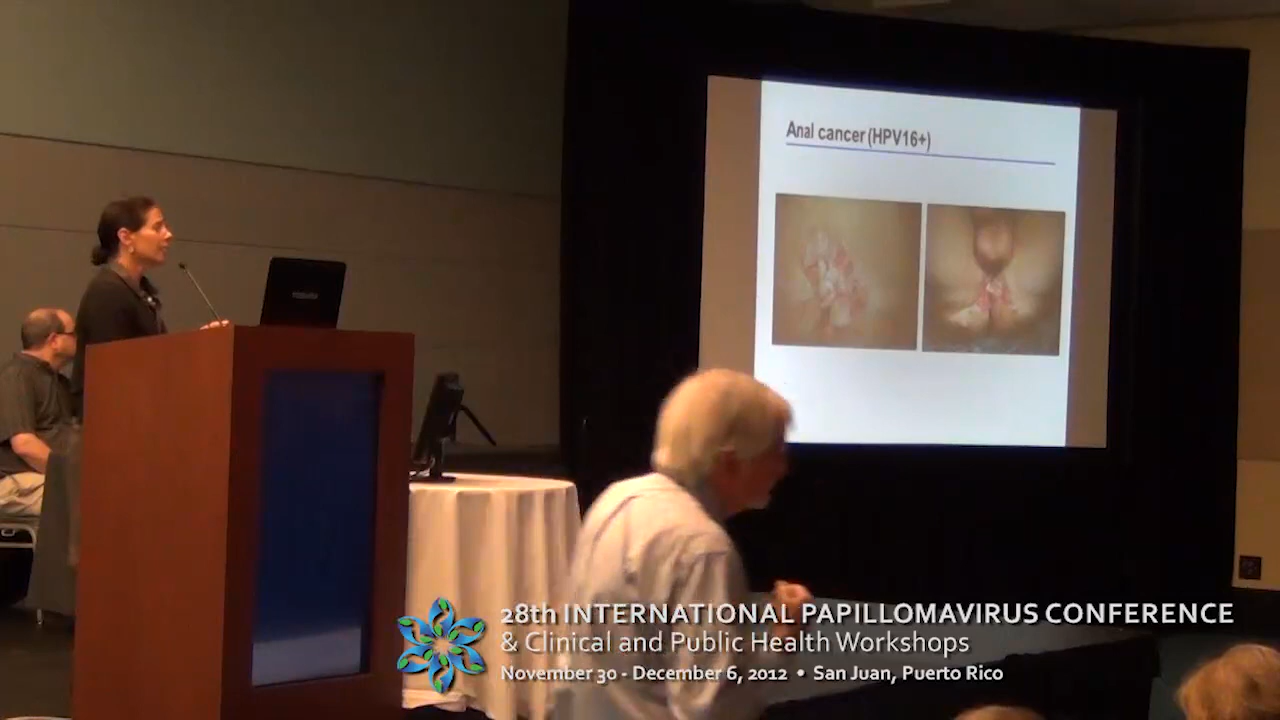 Anal cancer (HPV16+)
28th INTERNATIONAL PAPILLOMAVIRUS CONFERENCE
& Clinical and Public Health Workshops
November 30 - December 6, 2012 • San Juan, Puerto Rico